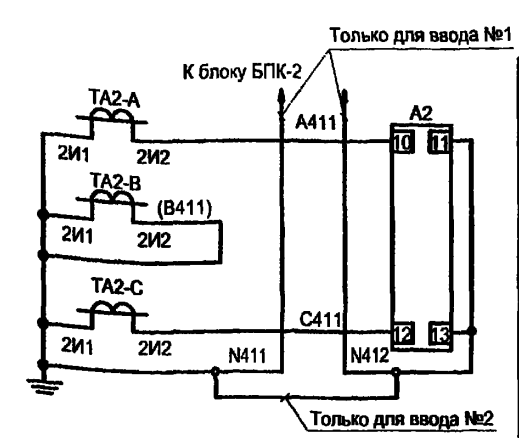 Только для ввода №1
К блоку БПК-2
ТА2-А
А411
А2
2И1
2И2
10
11
ТА2-В
(В411)
2И1
2И2
ТА2-С
С411
2И1
2И2
12
13
N411
N412
Только для ввода №2